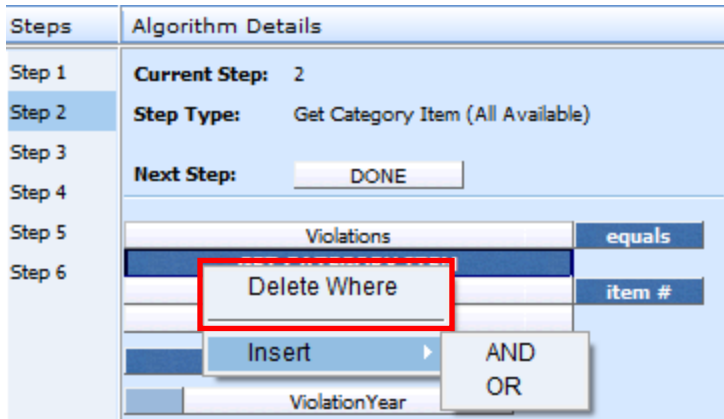 Steps
Algorithm Details
Step 1
Current Step: 2
Step 2
Step Type: Get Category Item (All Available)
Step 3
Next Step: DONE
Step 4
Step 5
Violations equals
Step 6
Delete Where
item #
Insert AND
OR
ViolationYear